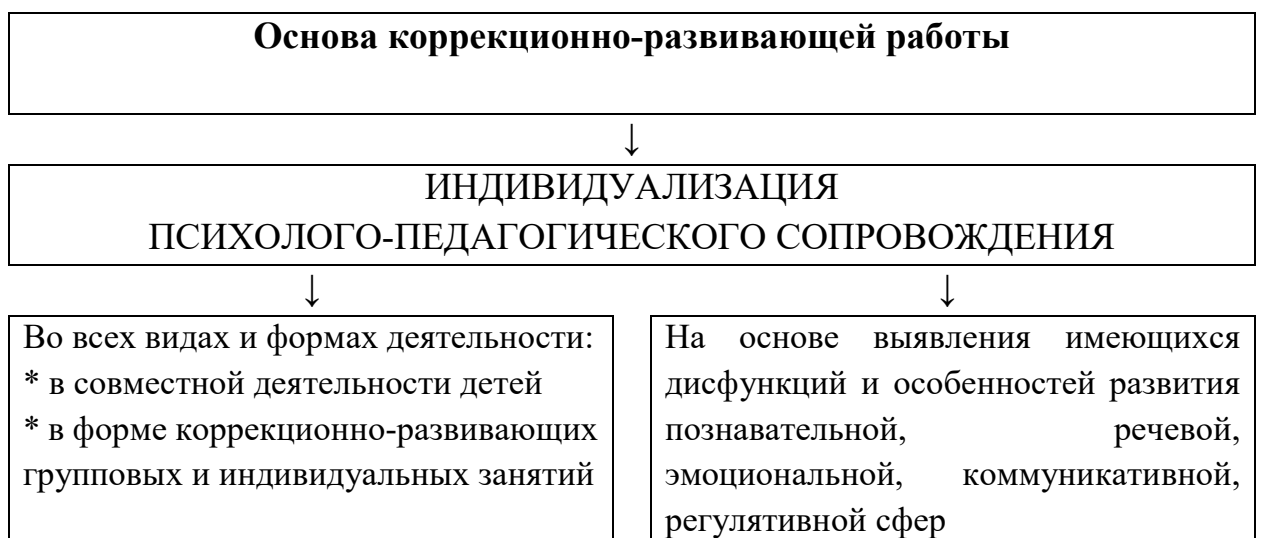 Основа коррекционно-развивающей работы
↓
ИНДИВИДУАЛИЗАЦИЯ
ПСИХОЛОГО-ПЕДАГОГИЧЕСКОГО СОПРОВОЖДЕНИЯ
↓ ↓
Во всех видах и формах деятельности:
* в совместной деятельности детей
* в форме коррекционно-развивающих
групповых и индивидуальных занятий
На основе выявления имеющихся
дисфункций и особенностей развития
познавательной, речевой,
эмоциональной, коммуникативной,
регулятивной сфер